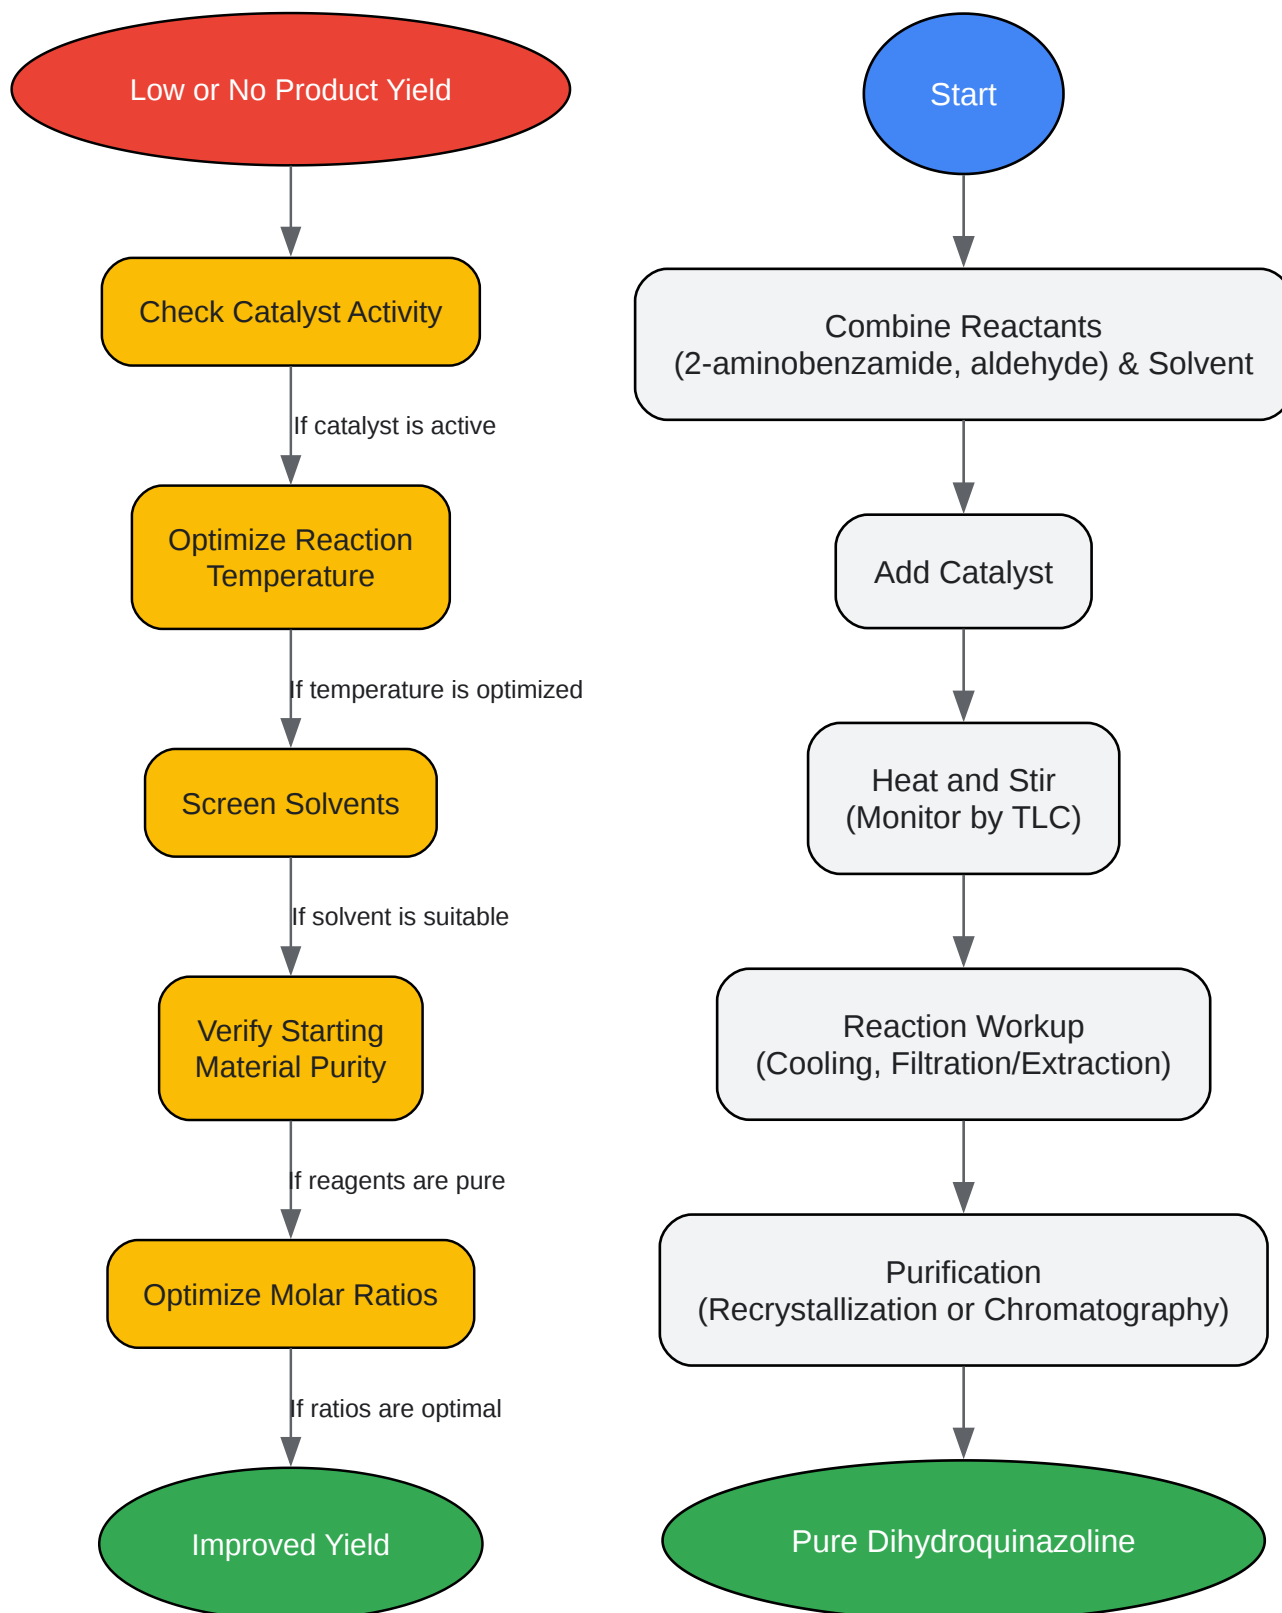 Low or No Product Yield
Check Catalyst Activity
If catalyst is active
Optimize Reaction
Temperature
If temperature is optimized
Screen Solvents
If solvent is suitable
Verify Starting
Material Purity
If reagents are pure
Optimize Molar Ratios
If ratios are optimal
Improved Yield
Start
Combine Reactants
(2-aminobenzamide, aldehyde) & Solvent
Add Catalyst
Heat and Stir
(Monitor by TLC)
Reaction Workup
(Cooling, Filtration/Extraction)
Purification
(Recrystallization or Chromatography)
Pure Dihydroquinazoline